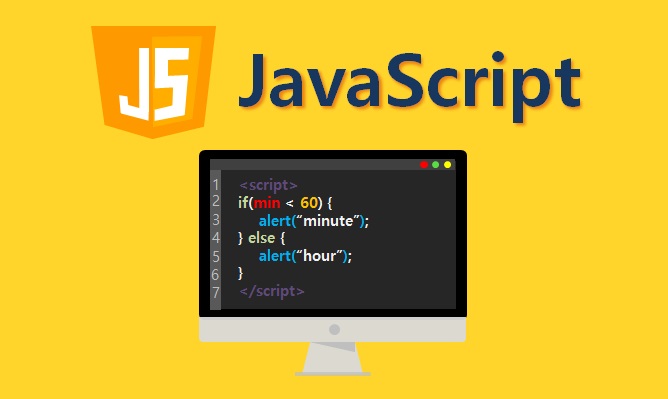 JS
JavaScript
1 <script>
2 if(min < 60) {
3 alert(“minute”);
4 } else {
5 alert(“hour”);
6 }
7 </script>